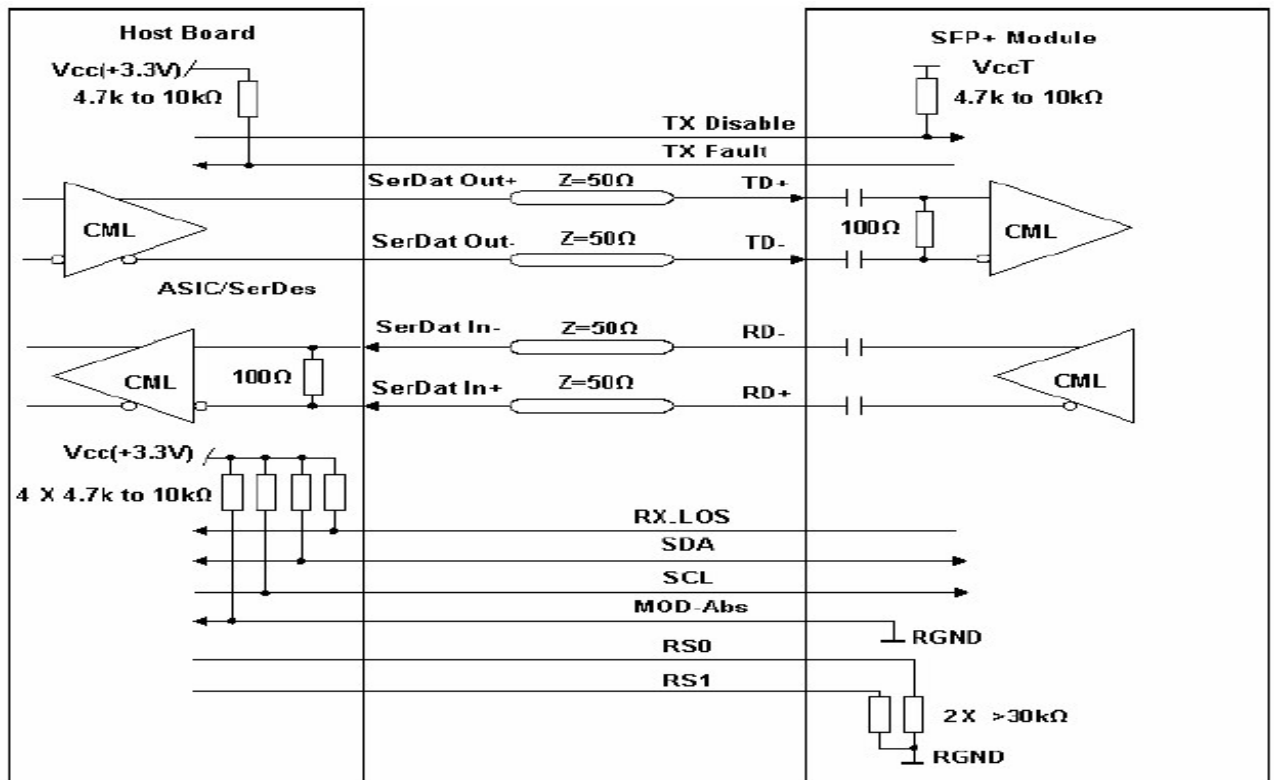 Host Board
SFP+ Module
Vcc(+3.3V)
4.7k to 10kΩ
VccT
4.7k to 10kΩ
TX Disable
TX Fault
SerDat Out+
Z=50Ω
TD+
CML
100Ω
CML
SerDat Out-
Z=50Ω
TD-
ASIC/SerDes
SerDat In-
Z=50Ω
RD-
CML
100Ω
CML
SerDat In+
Z=50Ω
RD+
Vcc(+3.3V)
4 X 4.7k to 10kΩ
RX_LOS
SDA
SCL
MOD-Abs
RGND
RS0
RS1
2 X >30kΩ
RGND